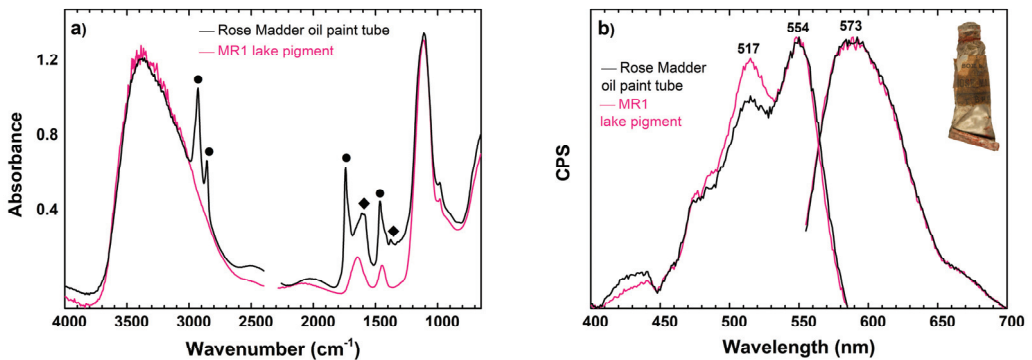 a)
Rose Madder oil paint tube
MR1 lake pigment
1.2
0.8
0.4
Absorbance
4000 3500 3000 2500 2000 1500 1000
Wavenumber (cm-1)
b)
517
554
573
Rose Madder
oil paint tube
MR1
lake pigment
CPS
400 450 500 550 600 650 700
Wavelength (nm)